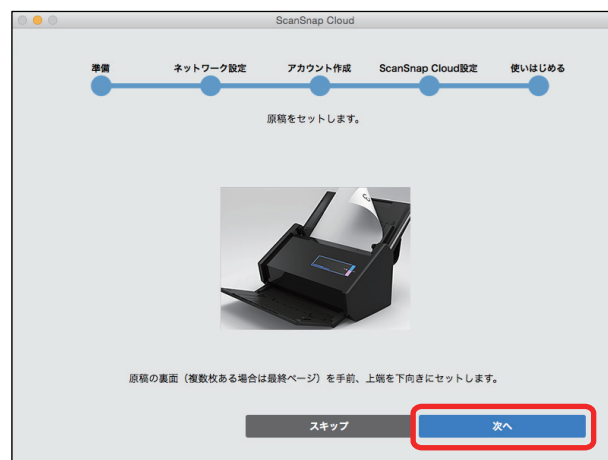 ScanSnap Cloud
準備 ネットワーク設定 アカウント作成 ScanSnap Cloud設定 使いはじめる
原稿をセットします。
原稿の裏面（複数枚ある場合は最終ページ）を手前、上端を下向きにセットします。
スキップ 次へ